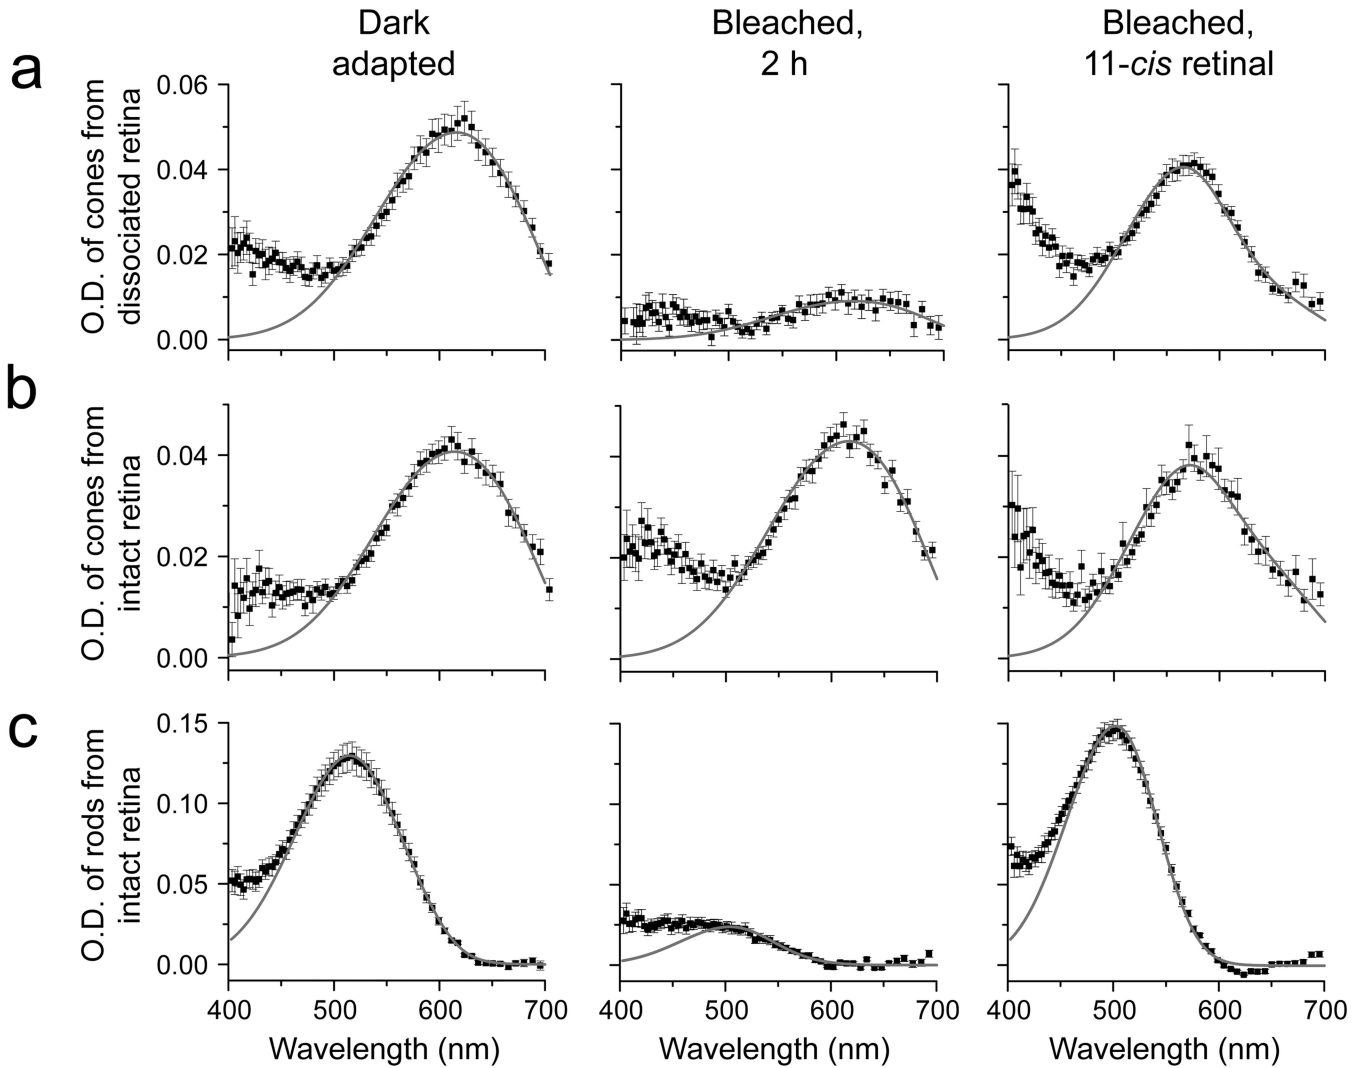 Dark
adapted
Bleached,
2 h
Bleached,
11-cis retinal
a
O.D. of cones from
dissociated retina
0.06
0.04
0.02
0.00
b
O.D. of cones from
intact retina
0.04
0.02
0.00
c
O.D. of rods from
intact retina
0.15
0.10
0.05
0.00
400 500 600 700
400 500 600 700
400 500 600 700
Wavelength (nm)
Wavelength (nm)
Wavelength (nm)